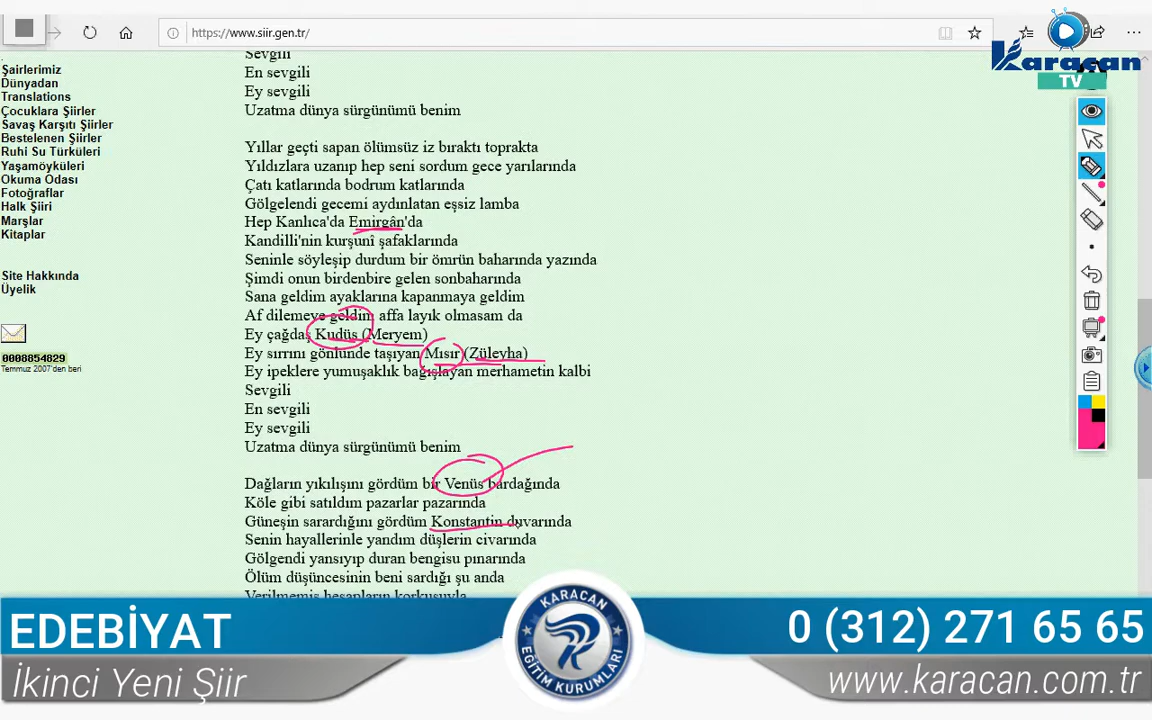 https://www.siir.gen.tr/
Karacan
TV
Şairlerimiz
Dünyadan
Translations
Çocuklara Şiirler
Savaş Karşıtı Şiirler
Bestelenen Şiirler
Ruhi Su Türküleri
Yaşamöyküleri
Okuma Odası
Fotoğraflar
Halk Şiiri
Marşlar
Kitaplar
Site Hakkında
Üyelik
0008854829
Temmuz 2007'den beri
Sevgili
En sevgili
Ey sevgili
Uzatma dünya sürgünümü benim
Yıllar geçti sapan ölümsüz iz bıraktı toprakta
Yıldızlara uzanıp hep seni sordum gece yarılarında
Çatı katlarında bodrum katlarında
Gölgelendi gecemi aydınlatan eşsiz lamba
Hep Kanlıca'da Emirgân'da
Kandilli'nin kurşunî şafaklarında
Seninle söyleşip durdum bir ömrün baharında yazında
Şimdi onun birdenbire gelen sonbaharında
Sana geldim ayaklarına kapanmaya geldim
Af dilemeye geldim affa layık olmasam da
Ey çağdaş Kudüs (Meryem)
Ey sırrını gönlünde taşıyan Mısır (Züleyha)
Ey ipeklere yumuşaklık bağışlayan merhametin kalbi
Sevgili
En sevgili
Ey sevgili
Uzatma dünya sürgünümü benim
Dağların yıkılışını gördüm bir Venüs bardağında
Köle gibi satıldım pazarlar pazarında
Güneşin sarardığını gördüm Konstantin duvarında
Senin hayallerinle yandım düşlerin civarında
Gölgendi yansıyıp duran bengisu pınarında
Ölüm düşüncesinin beni sardığı şu anda
Verilmemiş hesapların korkusuyla
EDEBİYAT
İkinci Yeni Şiir
KARACAN
EĞİTİM KURUMLARI
0 (312) 271 65 65
www.karacan.com.tr